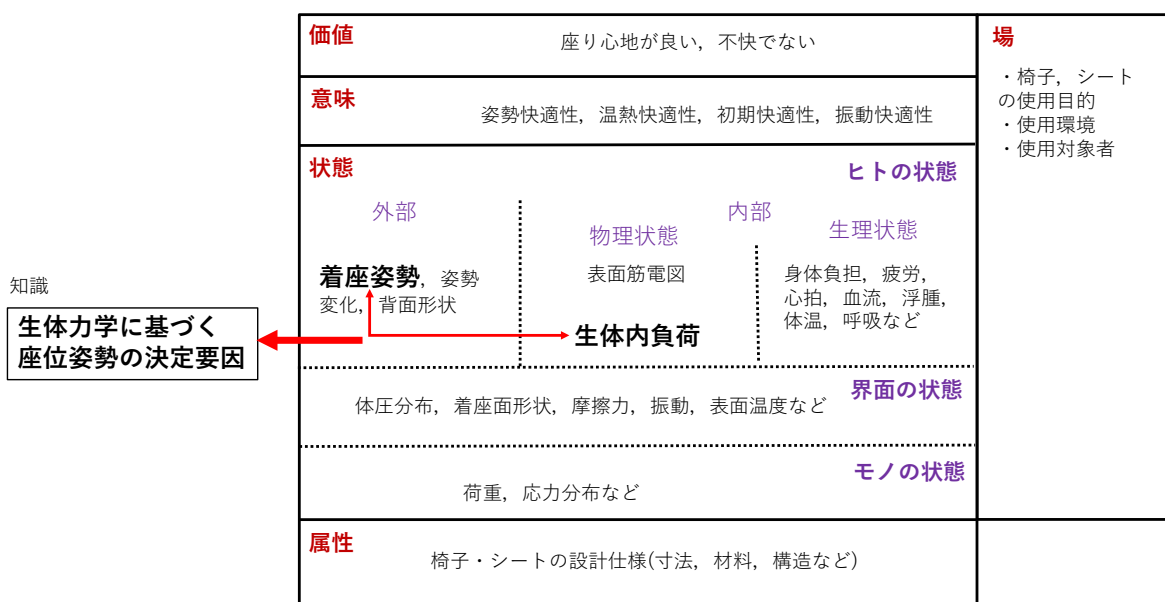 価値
座り心地が良い，不快でない
場
・椅子，シート
の使用目的
・使用環境
・使用対象者
意味
姿勢快適性，温熱快適性，初期快適性，振動快適性
状態
ヒトの状態
外部
内部
物理状態
生理状態
着座姿勢，姿勢
変化，背面形状
表面筋電図
生体内負荷
身体負担，疲労，
心拍，血流，浮腫，
体温，呼吸など
知識
生体力学に基づく
座位姿勢の決定要因
界面の状態
体圧分布，着座面形状，摩擦力，振動，表面温度など
モノの状態
荷重，応力分布など
属性
椅子・シートの設計仕様(寸法，材料，構造など)